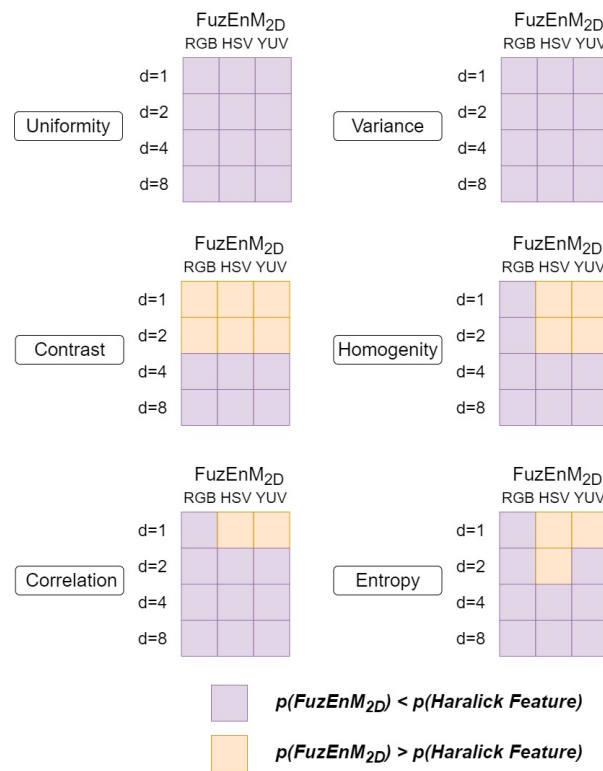 FuzEnM2D
RGB HSV YUV
d=1
d=2
d=4
d=8
Uniformity
FuzEnM2D
RGB HSV YUV
d=1
d=2
d=4
d=8
Variance
FuzEnM2D
RGB HSV YUV
d=1
d=2
d=4
d=8
Contrast
FuzEnM2D
RGB HSV YUV
d=1
d=2
d=4
d=8
Homogenity
FuzEnM2D
RGB HSV YUV
d=1
d=2
d=4
d=8
Correlation
FuzEnM2D
RGB HSV YUV
d=1
d=2
d=4
d=8
Entropy
p(FuzEnM2D) < p(Haralick Feature)
p(FuzEnM2D) > p(Haralick Feature)